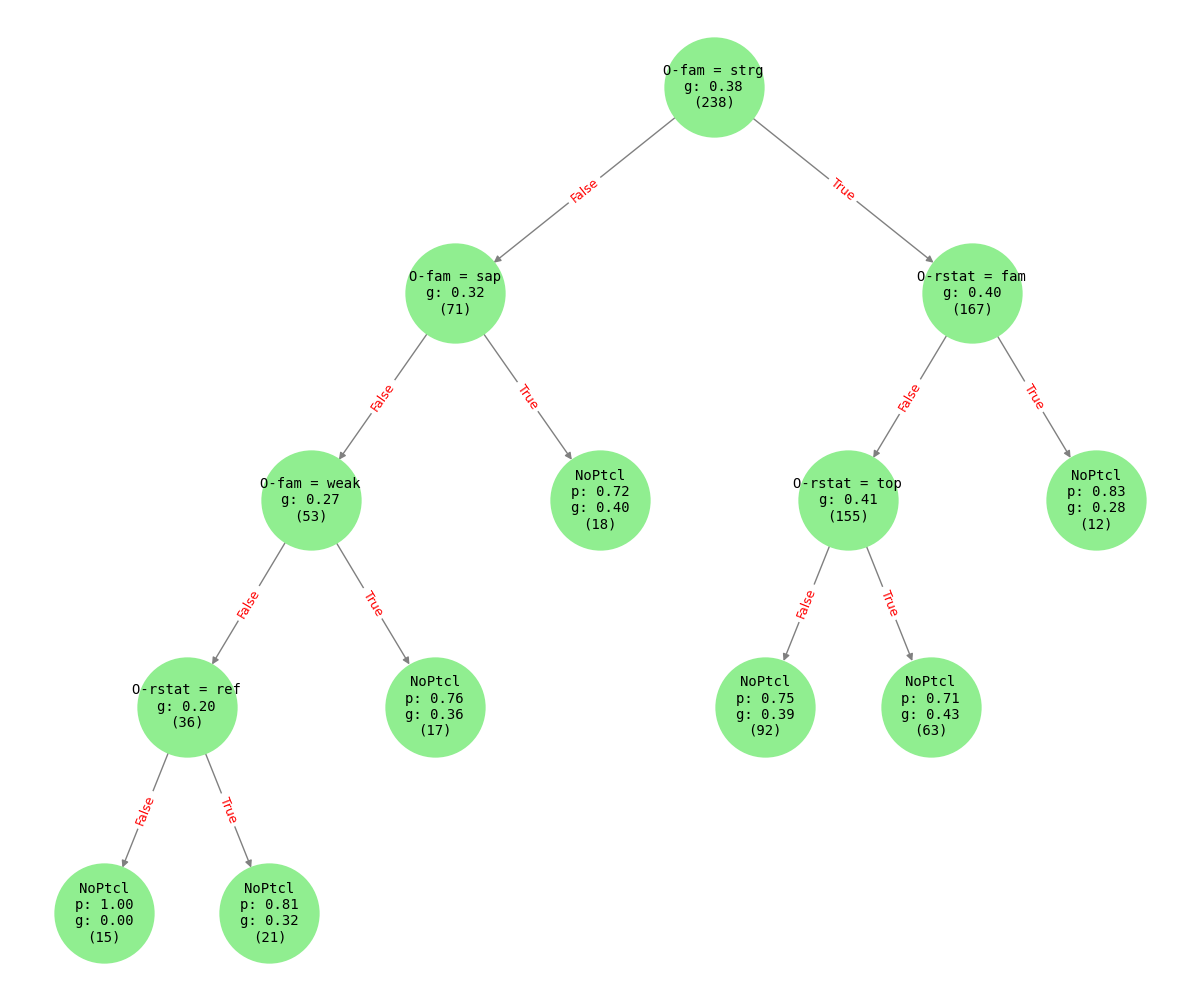 O-fam = strg
g: 0.38
(238)
False
True
O-fam = sap
g: 0.32
(71)
O-rstat = fam
g: 0.40
(167)
False
True
False
True
O-fam = weak
g: 0.27
(53)
NoPtcl
p: 0.72
g: 0.40
(18)
O-rstat = top
g: 0.41
(155)
NoPtcl
p: 0.83
g: 0.28
(12)
False
True
False
True
O-rstat = ref
g: 0.20
(36)
NoPtcl
p: 0.76
g: 0.36
(17)
NoPtcl
p: 0.75
g: 0.39
(92)
NoPtcl
p: 0.71
g: 0.43
(63)
False
True
NoPtcl
p: 1.00
g: 0.00
(15)
NoPtcl
p: 0.81
g: 0.32
(21)